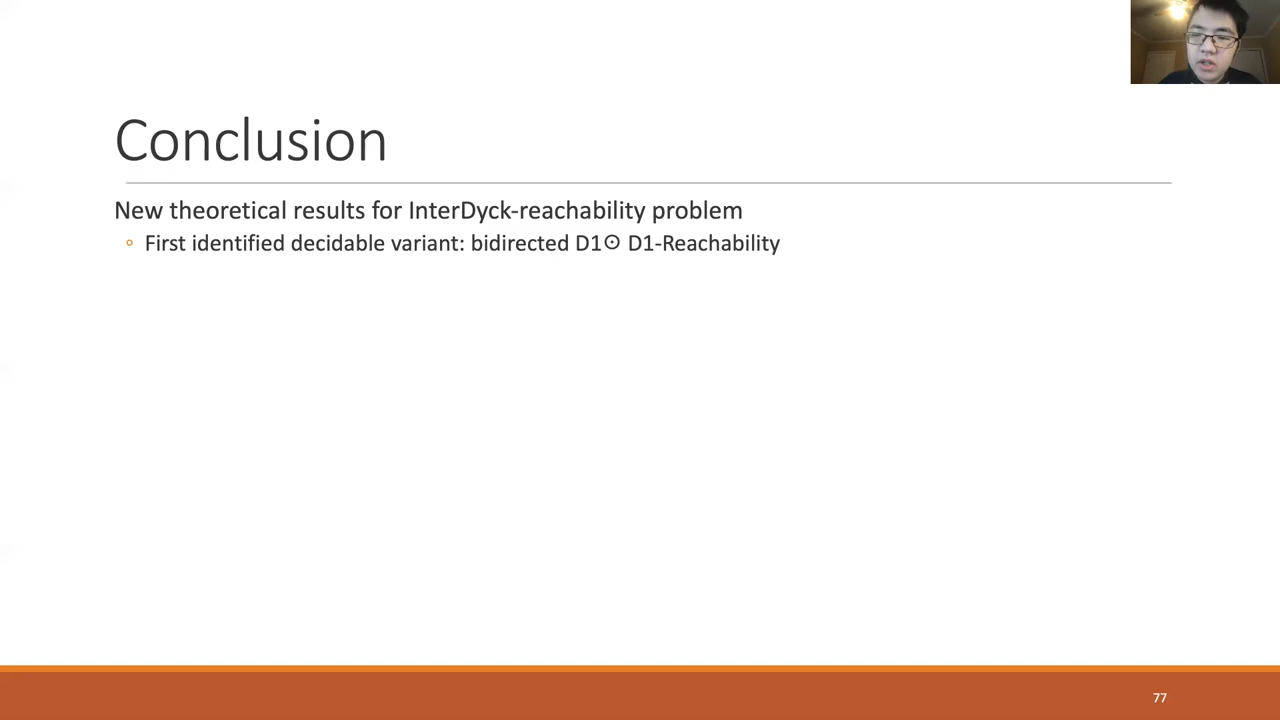 Conclusion
New theoretical results for InterDyck-reachability problem
◦ First identified decidable variant: bidirected D1⊙ D1-Reachability
77